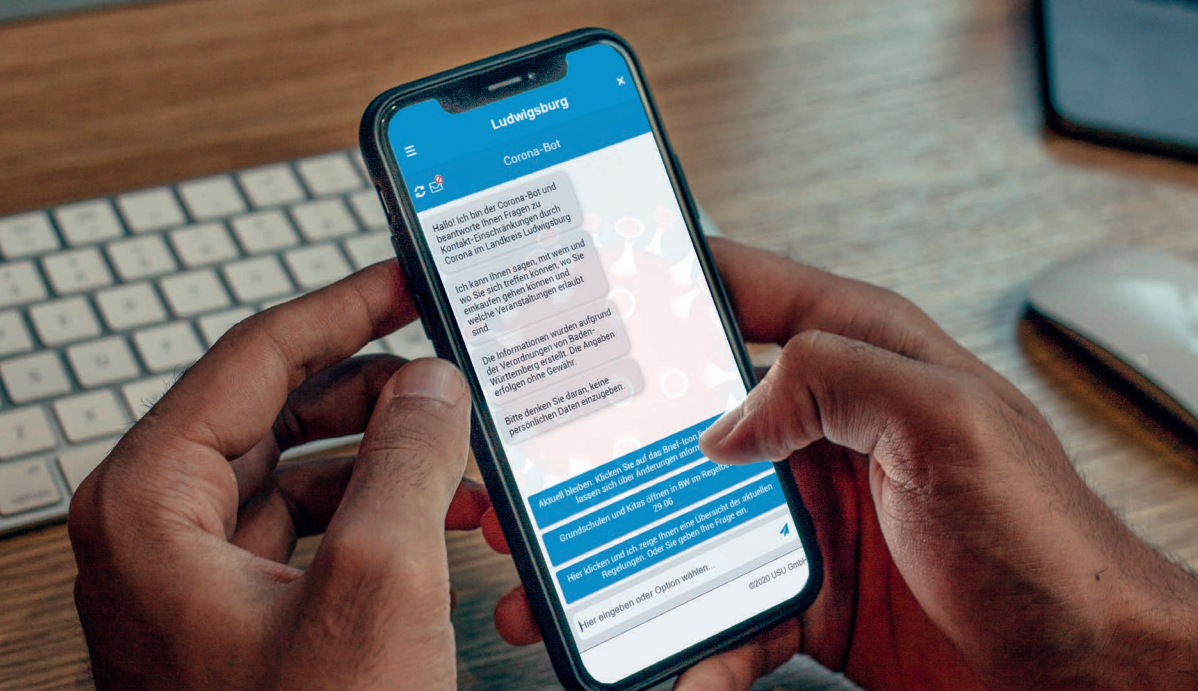 Ludwigsburg
Corona-Bot
Hallo! Ich bin der Corona-Bot und
beantworte Ihnen Fragen zu
Kontakt-Einschränkungen durch
Corona im Landkreis Ludwigsburg
Ich kann Ihnen sagen, mit wem und
wo Sie sich treffen können, wo Sie
einkaufen gehen können und
welche Veranstaltungen erlaubt
sind.
Die Informationen wurden aufgrund
der Verordnungen von Baden-
Württemberg erstellt. Die Angaben
erfolgen ohne Gewähr.
Bitte denken Sie daran, keine
persönlichen Daten einzugeben.
Aktuell bleiben: Klicken Sie auf das Brief-Icon
lassen sich über Änderungen
Grundschulen und Kitas öffnen in BW im
29.06
Hier klicken und ich zeige Ihnen eine Übersicht der aktuellen
Regelungen. Oder Sie geben Ihre Frage ein.
Hier eingeben oder Option wählen...
©2020 USU GmbH
option